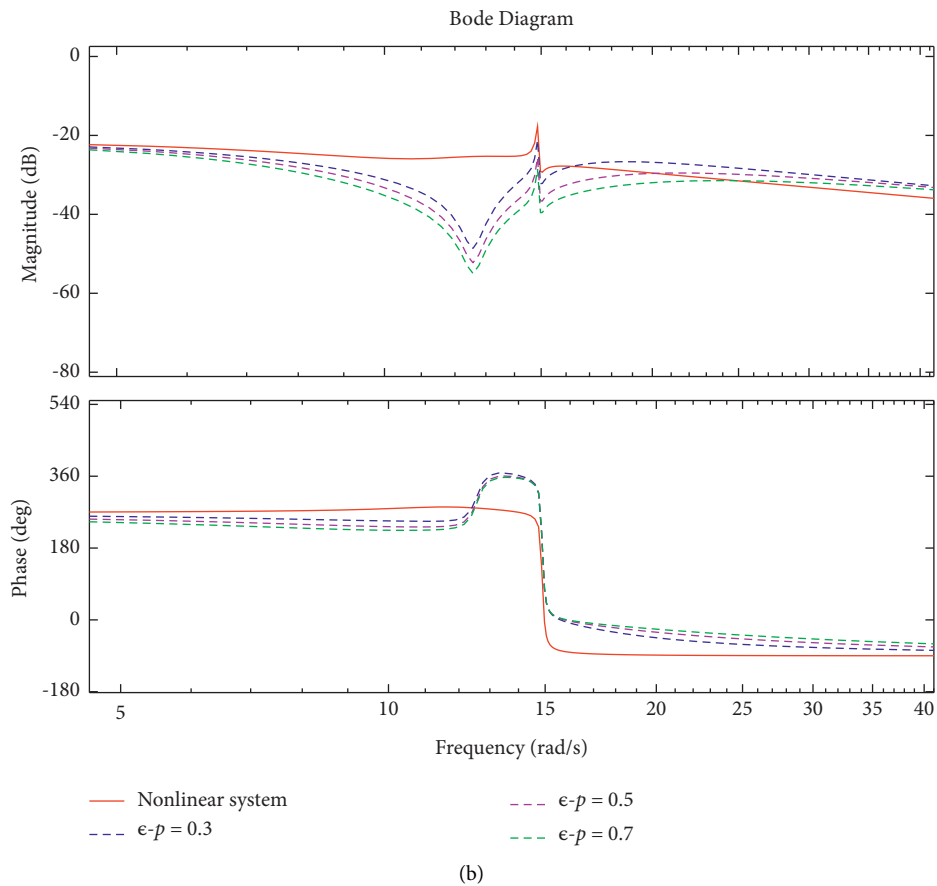 Bode Diagram
0
-20
-40
-60
-80
Magnitude (dB)
540
360
180
0
-180
Phase (deg)
5 10 15 20 25 30 35 40
Frequency (rad/s)
Nonlinear system
ϵ-p = 0.3
ϵ-p = 0.5
ϵ-p = 0.7
(b)